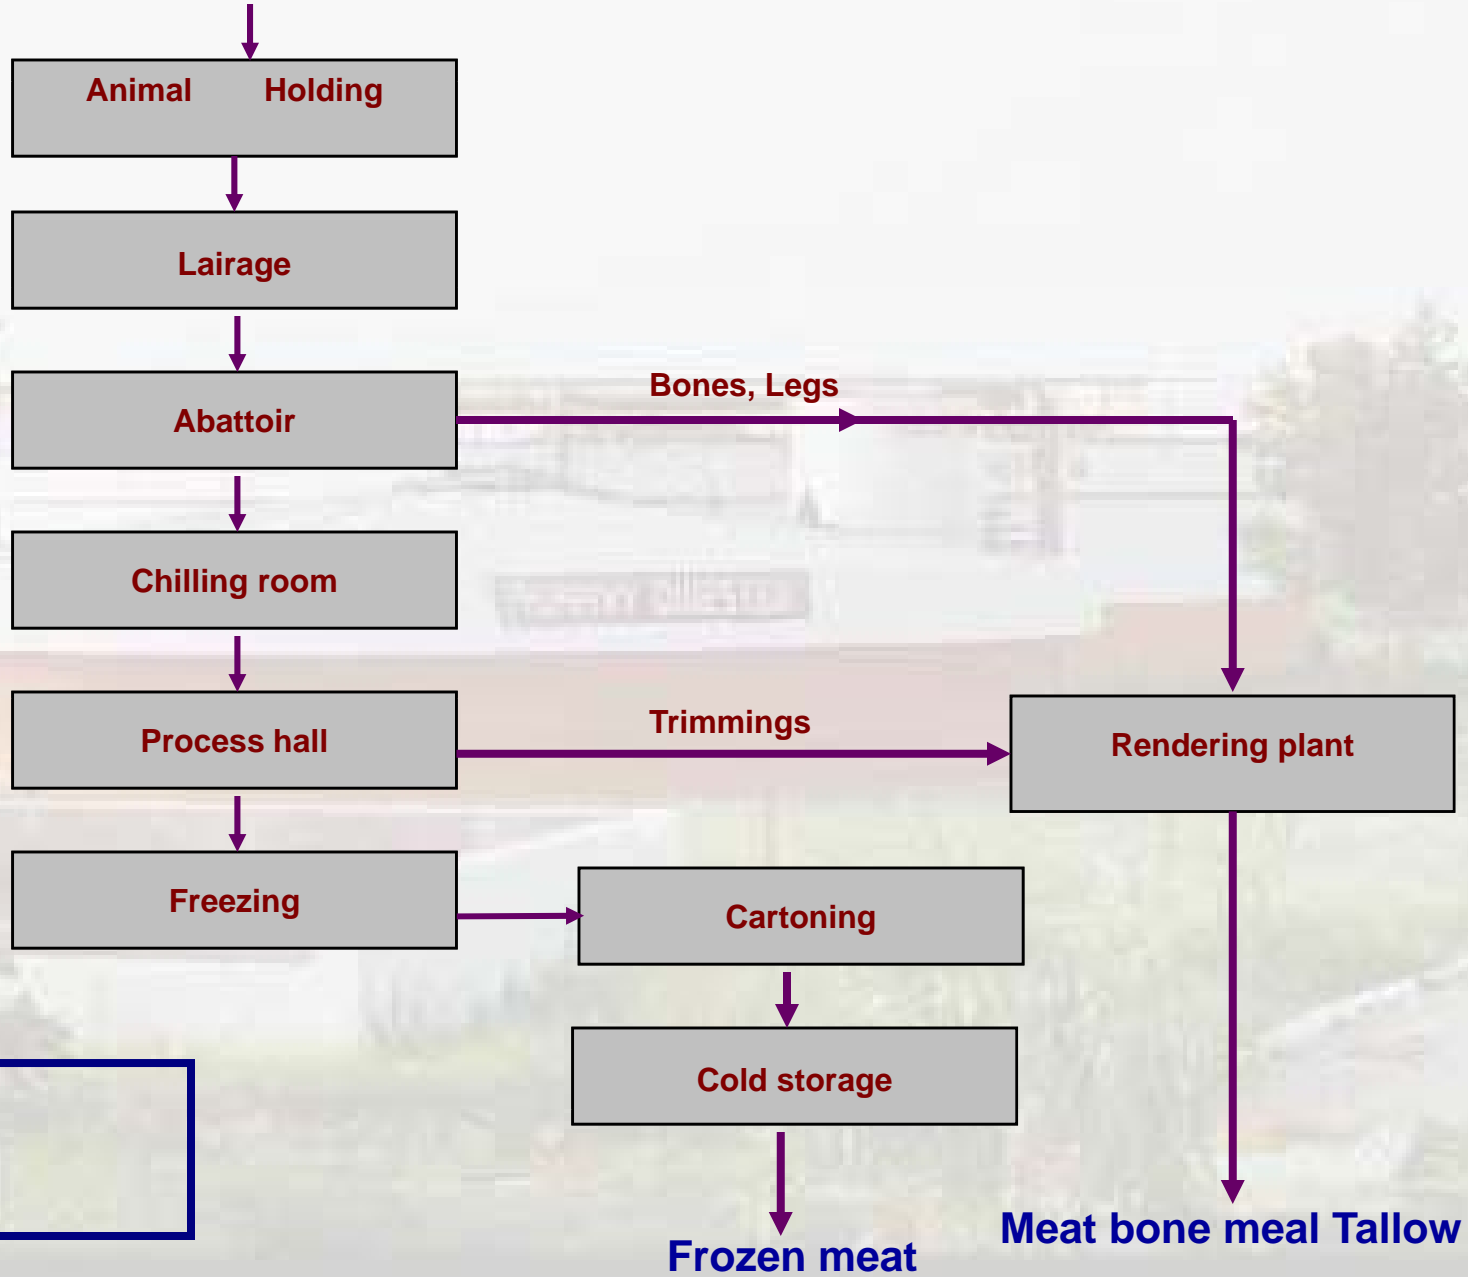 Animal Holding
Lairage
Abattoir
Bones, Legs
Chilling room
Process hall
Trimmings
Rendering plant
Freezing
Cartoning
Cold storage
Frozen meat
Meat bone meal Tallow